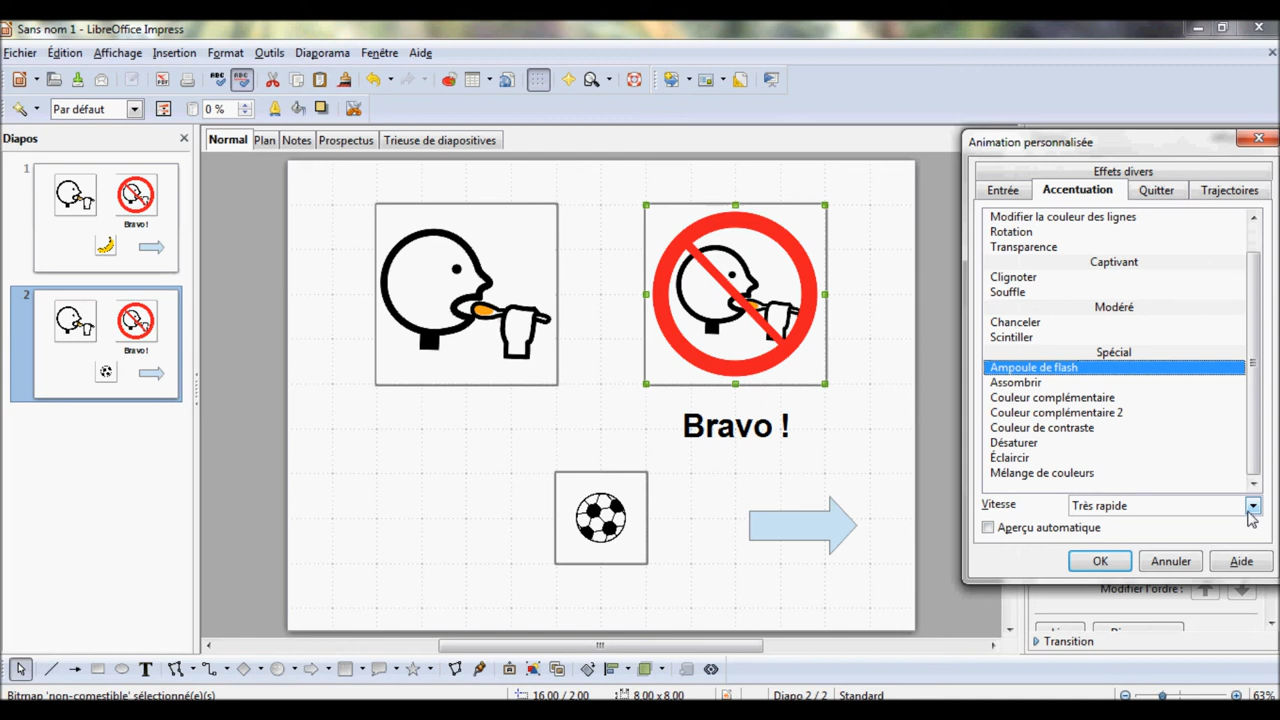 Sans nom 1 - LibreOffice Impress
Fichier Édition Affichage Insertion Format Outils Diaporama Fenêtre Aide
Par défaut 0 %
Diapos
Normal Plan Notes Prospectus Trieuse de diapositives
1
Bravo !
2
Bravo !
Bravo !
Animation personnalisée
Effets divers
Entrée Accentuation Quitter Trajectoires
Modifier la couleur des lignes
Rotation
Transparence
Captivant
Clignoter
Souffle
Modéré
Chanceler
Scintiller
Spécial
Ampoule de flash
Assombrir
Couleur complémentaire
Couleur complémentaire 2
Couleur de contraste
Désaturer
Éclaircir
Mélange de couleurs
Vitesse Très rapide
Aperçu automatique
OK Annuler Aide
Modifier l'ordre:
Transition
Bitmap 'non-comestible' sélectionné(e)(s) 16.00 / 2.00 8.00 x 8.00 Diapo 2 / 2 Standard 63%